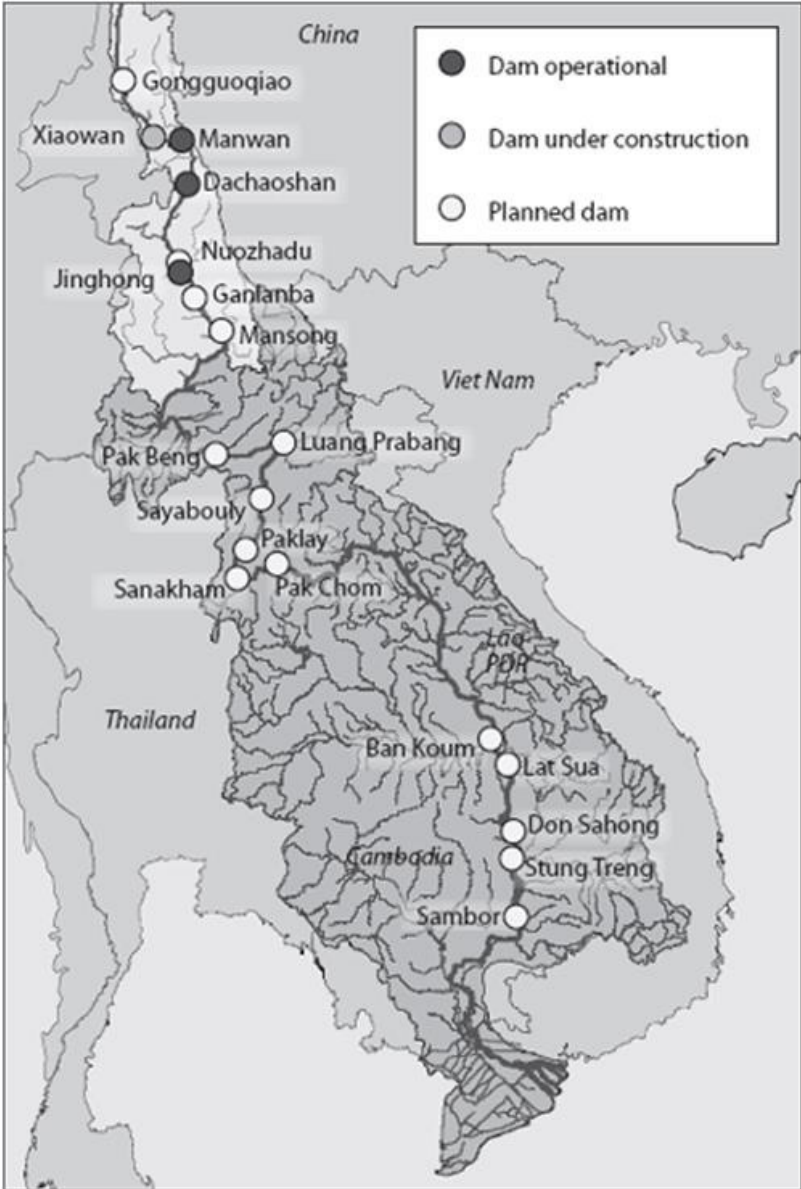 China
Dam operational
Dam under construction
Planned dam
Gongguoqiao
Xiaowan
Manwan
Dachaoshan
Nuozhadu
Jinghong
Ganlanba
Mansong
Viet Nam
Luang Prabang
Pak Beng
Sayabouly
Paklay
Sanakham
Pak Chom
Lao
PDR
Thailand
Ban Koum
Lat Sua
Don Sahong
Cambodia
Stung Treng
Sambor